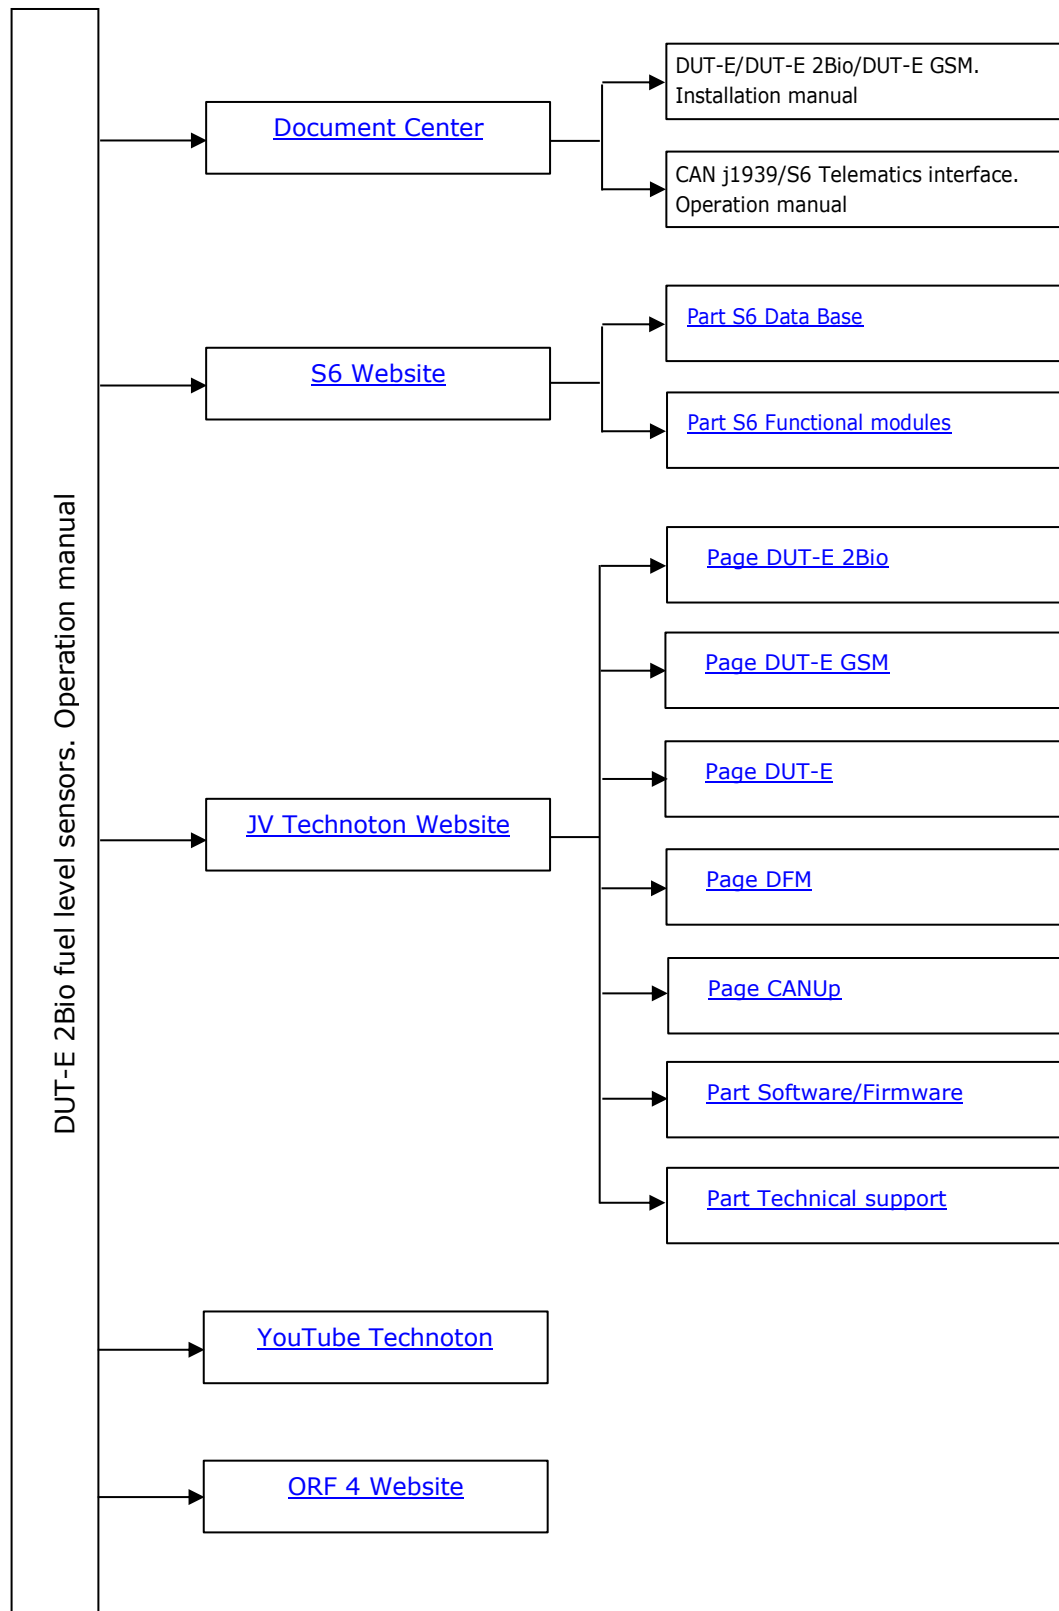 DUT-E 2Bio fuel level sensors. Operation manual
Document Center
DUT-E/DUT-E 2Bio/DUT-E GSM.
Installation manual
CAN j1939/S6 Telematics interface.
Operation manual
S6 Website
Part S6 Data Base
Part S6 Functional modules
JV Technoton Website
Page DUT-E 2Bio
Page DUT-E GSM
Page DUT-E
Page DFM
Page CANUp
Part Software/Firmware
Part Technical support
YouTube Technoton
ORF 4 Website